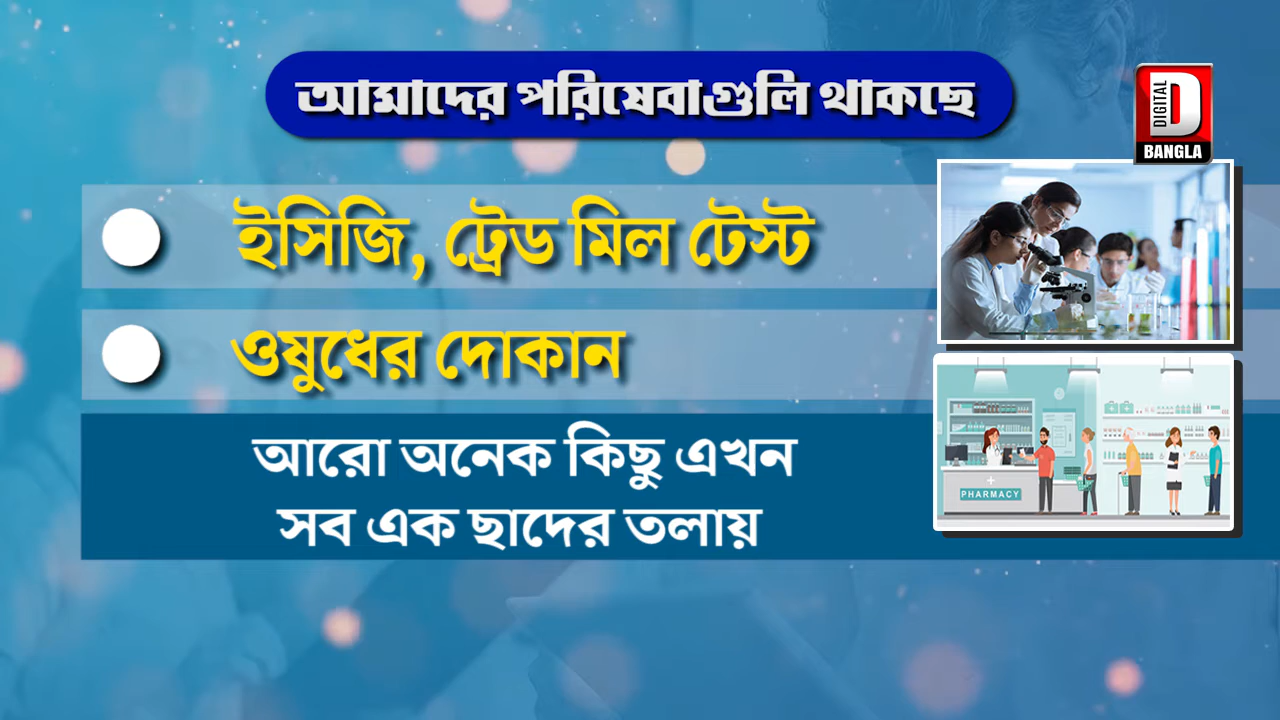 আমাদের পরিষেবাগুলি থাকছে
DIGITAL
D
BANGLA
ইসিজি, ট্রেড মিল টেস্ট
ওষুধের দোকান
PHARMACY
আরো অনেক কিছু এখন
সব এক ছাদের তলায়